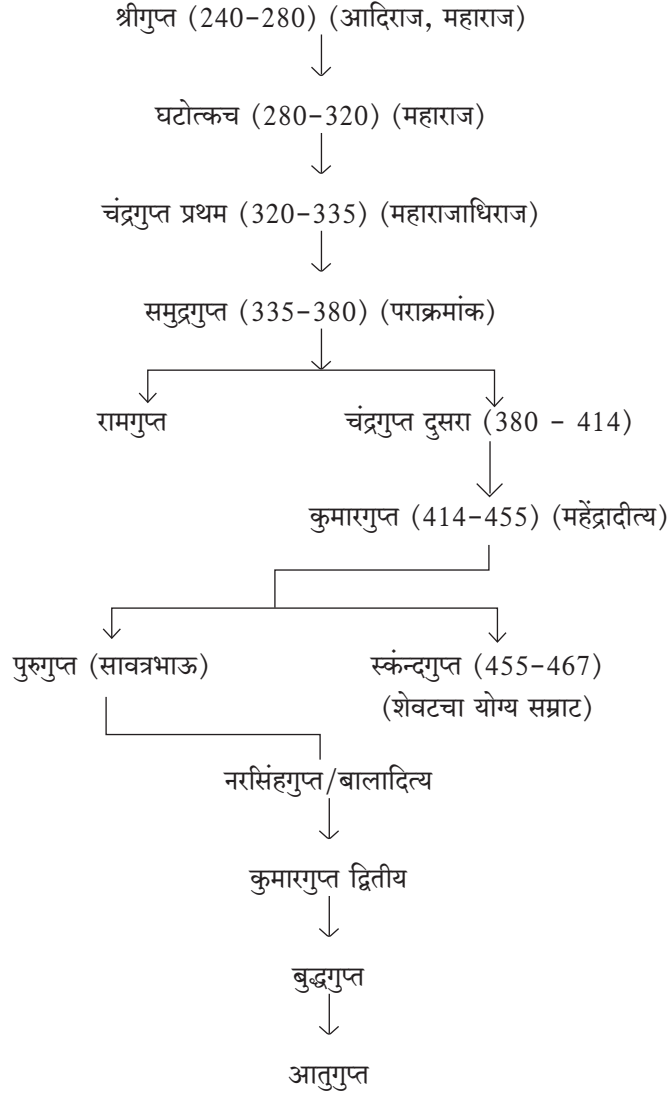 श्रीगुप्त (240-280) (आदिराज, महाराज)
घटोत्कच (280-320) (महाराज)
चंद्रगुप्त प्रथम (320-335) (महाराजाधिराज)
समुद्रगुप्त (335-380) (पराक्रमांक)
रामगुप्त चंद्रगुप्त दुसरा (380 - 414)
कुमारगुप्त (414-455) (महेंद्रादीत्य)
पुरुगुप्त (सावत्रभाऊ) स्कंन्दगुप्त (455-467)
(शेवटचा योग्य सम्राट)
नरसिंहगुप्त/बालादित्य
कुमारगुप्त द्वितीय
बुद्धगुप्त
आतुगुप्त